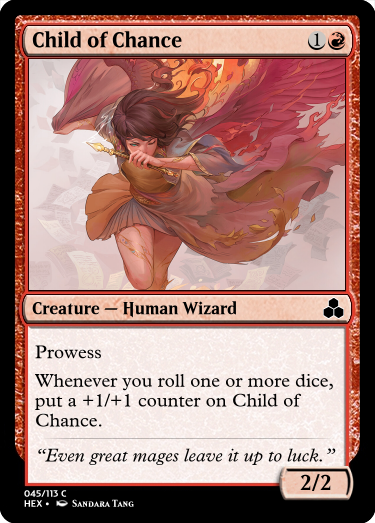 Child of Chance 1
Creature — Human Wizard
Prowess
Whenever you roll one or more dice,
put a +1/+1 counter on Child of
Chance.
“Even great mages leave it up to luck.”
2/2
045/113 C
HEX • Sandara Tang